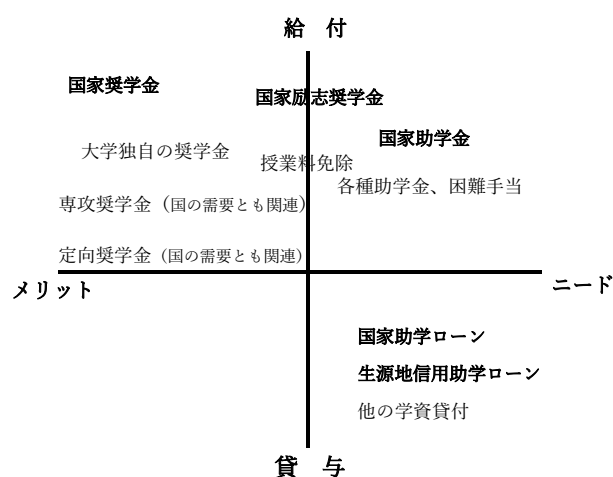 給 付
国家奨学金
国家励志奨学金
国家助学金
大学独自の奨学金
授業料免除
各種助学金、困難手当
専攻奨学金（国の需要とも関連）
定向奨学金（国の需要とも関連）
メリット
ニード
国家助学ローン
生源地信用助学ローン
他の学資貸付
貸 与